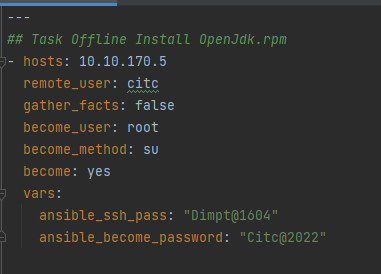 ---
## Task Offline Install OpenJdk.rpm
- hosts: 10.10.170.5
  remote_user: citc
  gather_facts: false
  become_user: root
  become_method: su
  become: yes
  vars:
    ansible_ssh_pass: "Dimpt@1604"
    ansible_become_password: "Citc@2022"